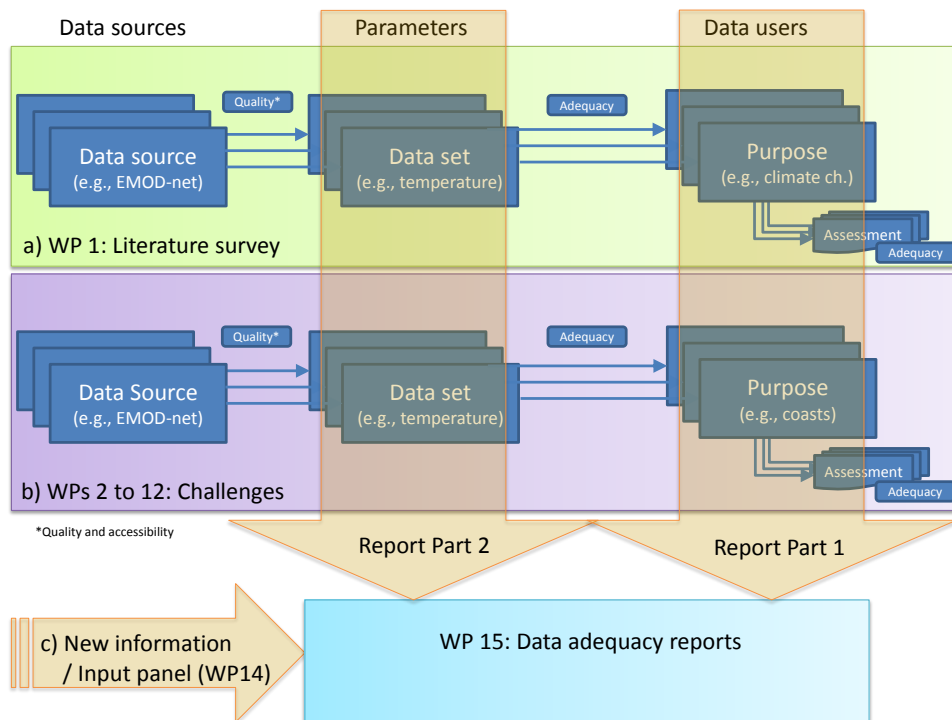 Data sources
Parameters
Data users
Quality*
Adequacy
Data source
(e.g., EMOD-net)
Data set
(e.g., temperature)
Purpose
(e.g., climate ch.)
Assessment
Adequacy
a) WP 1: Literature survey
Quality*
Adequacy
Data Source
(e.g., EMOD-net)
Data set
(e.g., temperature)
Purpose
(e.g., coasts)
Assessment
Adequacy
b) WPs 2 to 12: Challenges
*Quality and accessibility
Report Part 2
Report Part 1
c) New information
/ Input panel (WP14)
WP 15: Data adequacy reports